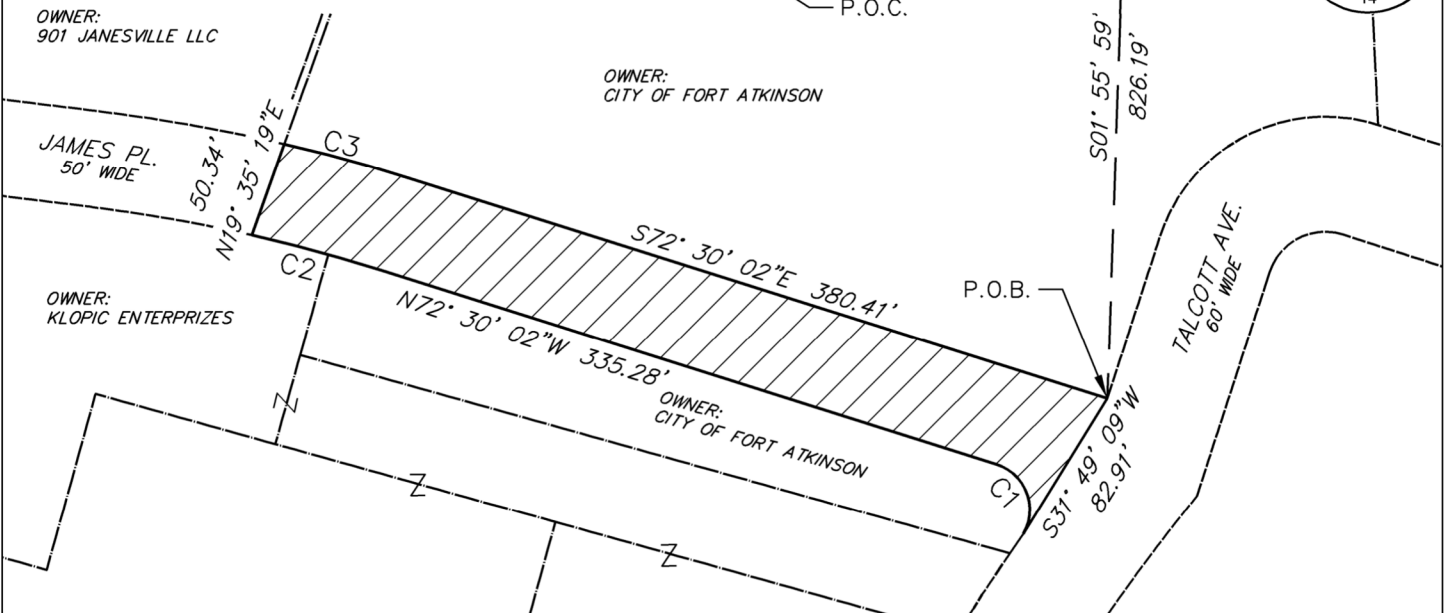 OWNER:
901 JANESVILLE LLC
P.O.C.
OWNER:
CITY OF FORT ATKINSON
S01° 55' 59'
826.19'
JAMES PL.
50' WIDE
50.34'
N19° 35' 19"E
C3
S72° 30' 02"E 380.41'
P.O.B.
TALCOTT AVE.
60' WIDE
C2
N72° 30' 02"W 335.28'
OWNER:
KLOPIC ENTERPRIZES
OWNER:
CITY OF FORT ATKINSON
C1
S31° 49' 09"W
82.91'
Z
Z
Z